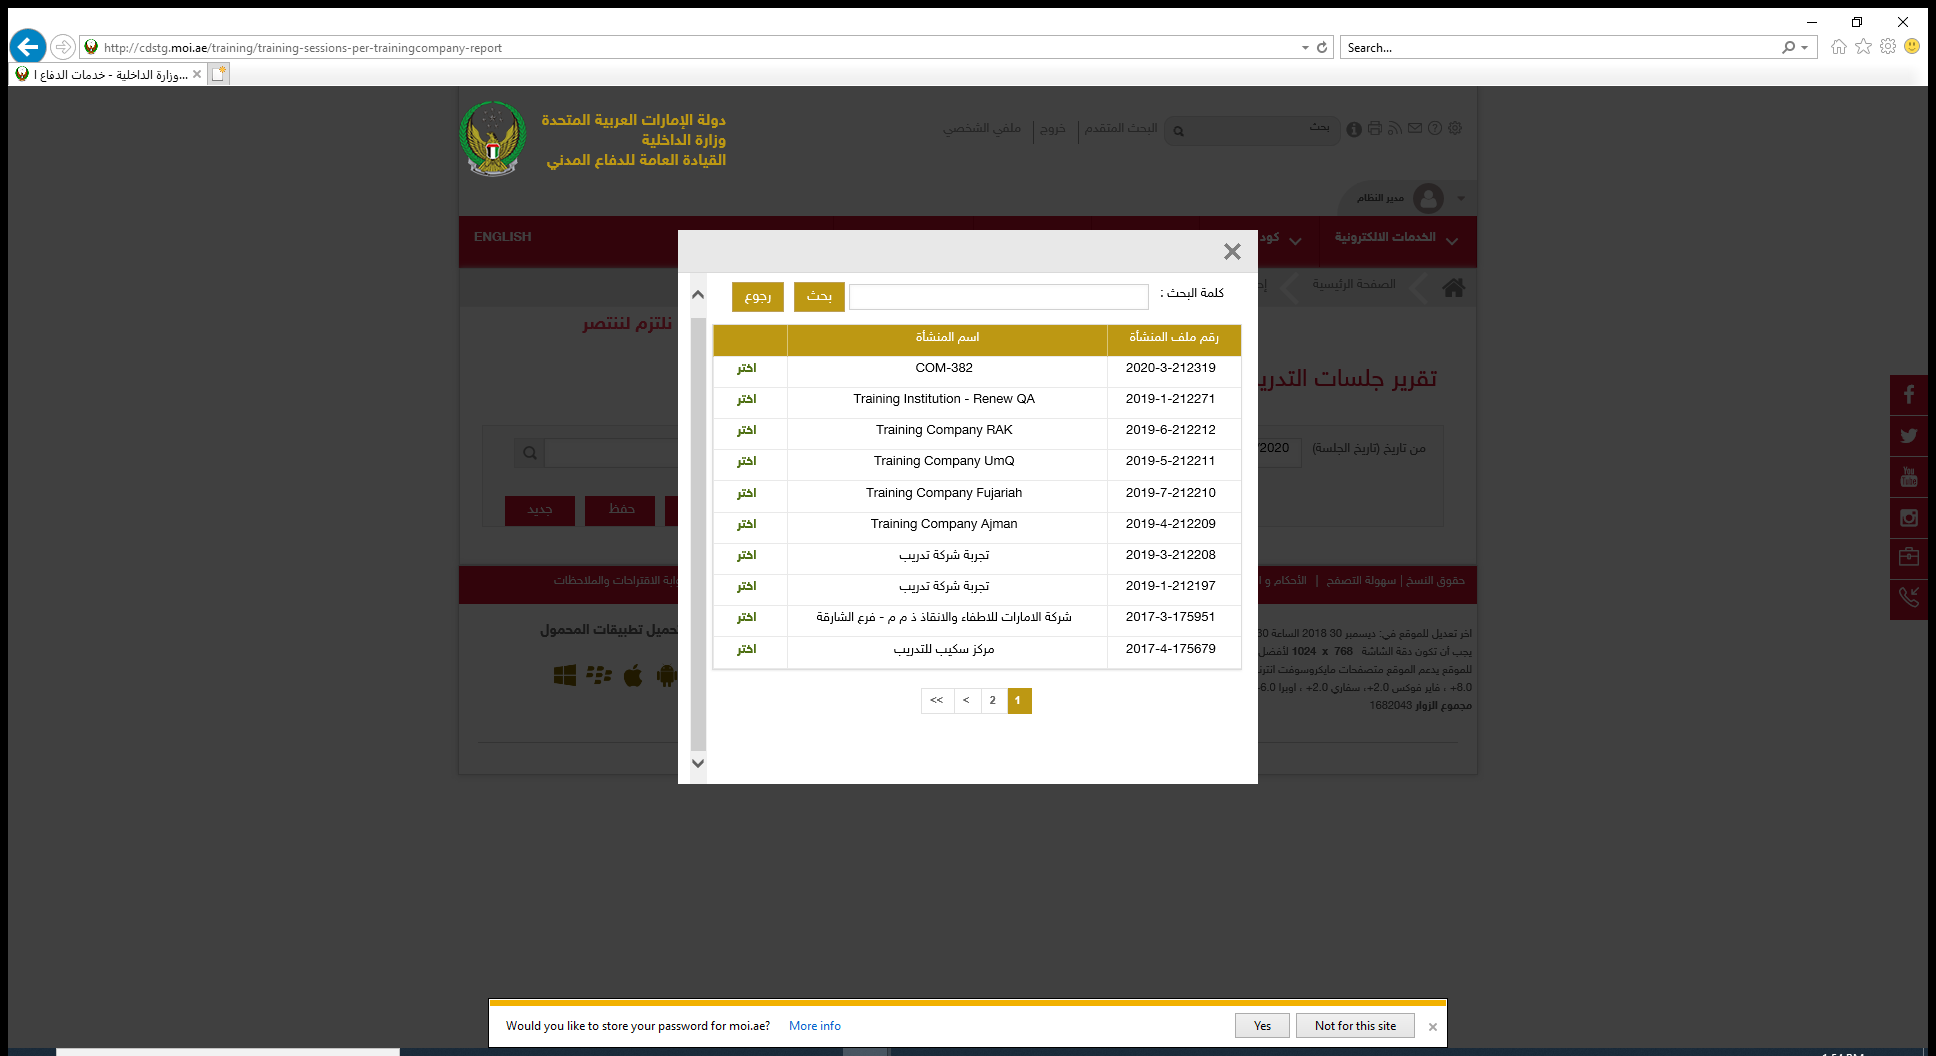 http://cdstg.moi.ae/training/training-sessions-per-trainingcompany-report
Search...
وزارة الداخلية - خدمات الدفاع ا...
دولة الإمارات العربية المتحدة
وزارة الداخلية
القيادة العامة للدفاع المدني
بحث
البحث المتقدم
خروج
ملفي الشخصي
مدير النظام
الخدمات الالكترونية
كود
ENGLISH
الصفحة الرئيسية
نلتزم لننتصر
تقرير جلسات التدري
من تاريخ (تاريخ الجلسة)
/2020
حفظ
جديد
كلمة البحث :
بحث
رجوع
رقم ملف المنشأة اسم المنشأة
2020-3-212319 COM-382 اختر
2019-1-212271 Training Institution - Renew QA اختر
2019-6-212212 Training Company RAK اختر
2019-5-212211 Training Company UmQ اختر
2019-7-212210 Training Company Fujariah اختر
2019-4-212209 Training Company Ajman اختر
2019-3-212208 تجربة شركة تدريب اختر
2019-1-212197 تجربة شركة تدريب اختر
2017-3-175951 شركة الامارات للاطفاء والانقاذ ذ م م - فرع الشارقة اختر
2017-4-175679 مركز سكيب للتدريب اختر
1 2 > >>
حقوق النسخ | سهولة التصفح | الأحكام و ا
بوابة الاقتراحات والملاحظات
حميل تطبيقات المحمول
اخر تعديل للموقع في: ديسمبر 30 2018 الساعة 30
يجب أن تكون دقة الشاشة 768 x 1024 لأفضل
للموقع يدعم الموقع متصفحات مايكروسوفت انترن
8.0+ ، فاير فوكس 2.0+، سفاري 2.0+ ، اوبرا 6.0-
مجموع الزوار 1682043
You Tube
Would you like to store your password for moi.ae? More info
Yes
Not for this site